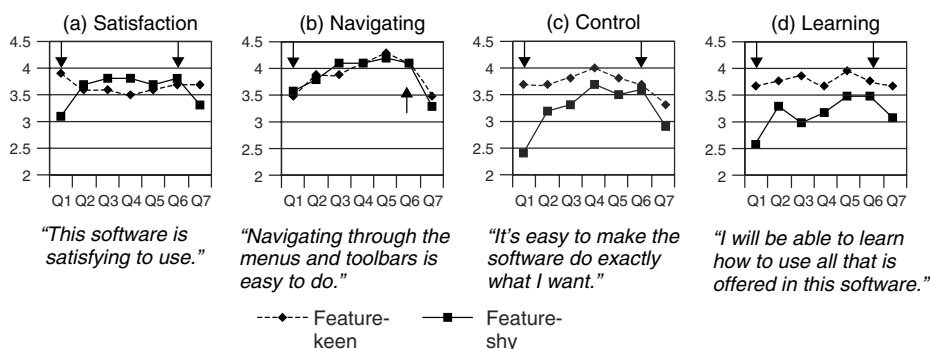 (a) Satisfaction
(b) Navigating
(c) Control
(d) Learning
4.5
4
3.5
3
2.5
2
Q1 Q2 Q3 Q4 Q5 Q6 Q7
4.5
4
3.5
3
2.5
2
Q1 Q2 Q3 Q4 Q5 Q6 Q7
4.5
4
3.5
3
2.5
2
Q1 Q2 Q3 Q4 Q5 Q6 Q7
4.5
4
3.5
3
2.5
2
Q1 Q2 Q3 Q4 Q5 Q6 Q7
“This software is
satisfying to use.”
“Navigating through the
menus and toolbars is
easy to do.”
“It's easy to make the
software do exactly
what I want.”
“I will be able to learn
how to use all that is
offered in this software.”
Feature-
keen
Feature-
shy